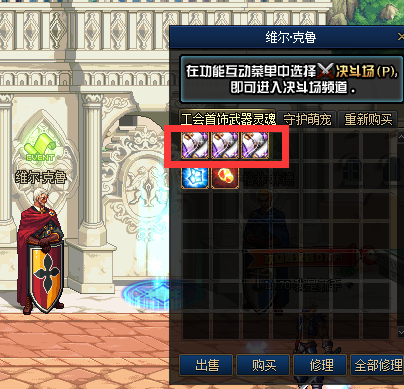 维尔·克鲁
在功能互动菜单中选择 决斗场(P),
即可进入决斗场频道.
工会首饰武器灵魂 守护萌宠 重新购买
EVENT
维尔·克鲁
出售 购买 修理 全部修理